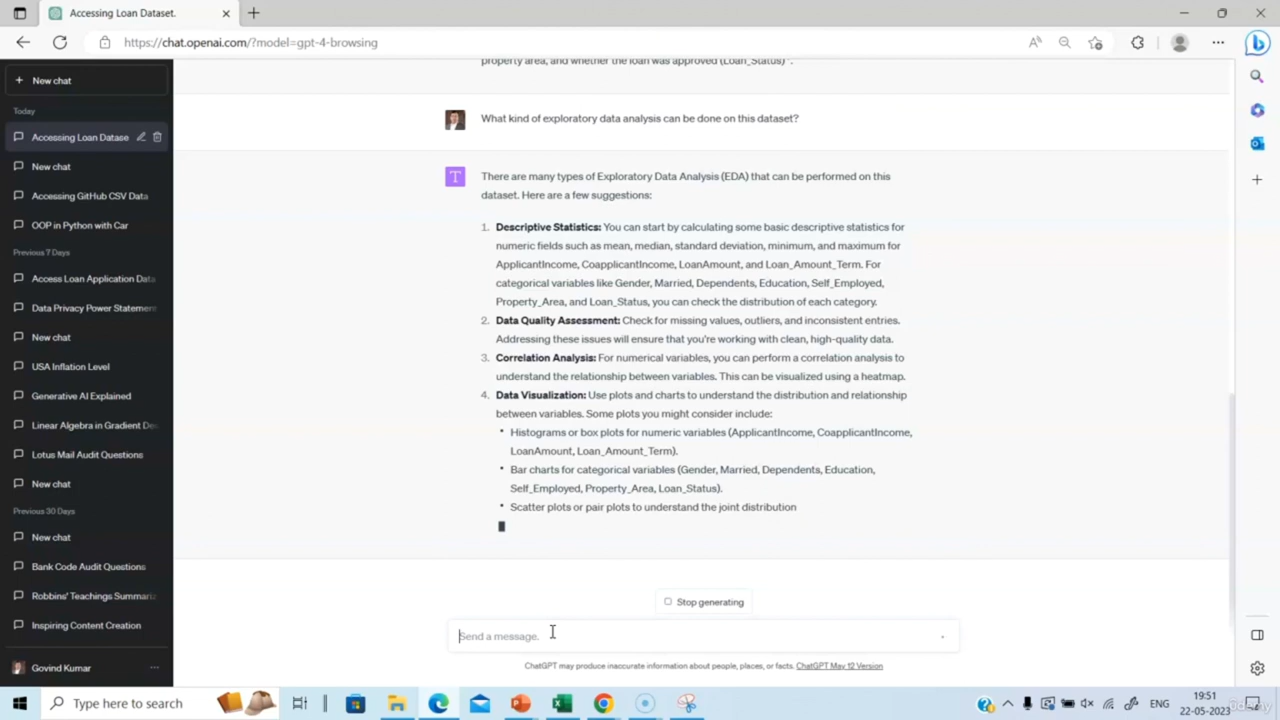 Accessing Loan Dataset.
https://chat.openai.com/?model=gpt-4-browsing
New chat
Today
Accessing Loan Datase
New chat
Accessing GitHub CSV Data
OOP in Python with Car
Previous 7 Days
Access Loan Application Data
Data Privacy Power Statement
New chat
USA Inflation Level
Generative AI Explained
Linear Algebra in Gradient Des
Lotus Mail Audit Questions
New chat
Previous 30 Days
New chat
Bank Code Audit Questions
Robbins' Teachings Summariz
Inspiring Content Creation
Govind Kumar
property area, and whether the loan was approved (Loan_Status)".
What kind of exploratory data analysis can be done on this dataset?
T
There are many types of Exploratory Data Analysis (EDA) that can be performed on this
dataset. Here are a few suggestions:
1. Descriptive Statistics: You can start by calculating some basic descriptive statistics for
numeric fields such as mean, median, standard deviation, minimum, and maximum for
ApplicantIncome, CoapplicantIncome, LoanAmount, and Loan_Amount_Term. For
categorical variables like Gender, Married, Dependents, Education, Self_Employed,
Property_Area, and Loan_Status, you can check the distribution of each category.
2. Data Quality Assessment: Check for missing values, outliers, and inconsistent entries.
Addressing these issues will ensure that you're working with clean, high-quality data.
3. Correlation Analysis: For numerical variables, you can perform a correlation analysis to
understand the relationship between variables. This can be visualized using a heatmap.
4. Data Visualization: Use plots and charts to understand the distribution and relationship
between variables. Some plots you might consider include:
• Histograms or box plots for numeric variables (ApplicantIncome, CoapplicantIncome,
LoanAmount, Loan_Amount_Term).
• Bar charts for categorical variables (Gender, Married, Dependents, Education,
Self_Employed, Property_Area, Loan_Status).
• Scatter plots or pair plots to understand the joint distribution
Stop generating
Send a message.
ChatGPT may produce inaccurate information about people, places, or facts. ChatGPT May 12 Version
Type here to search
ENG
19:51
22-05-2023